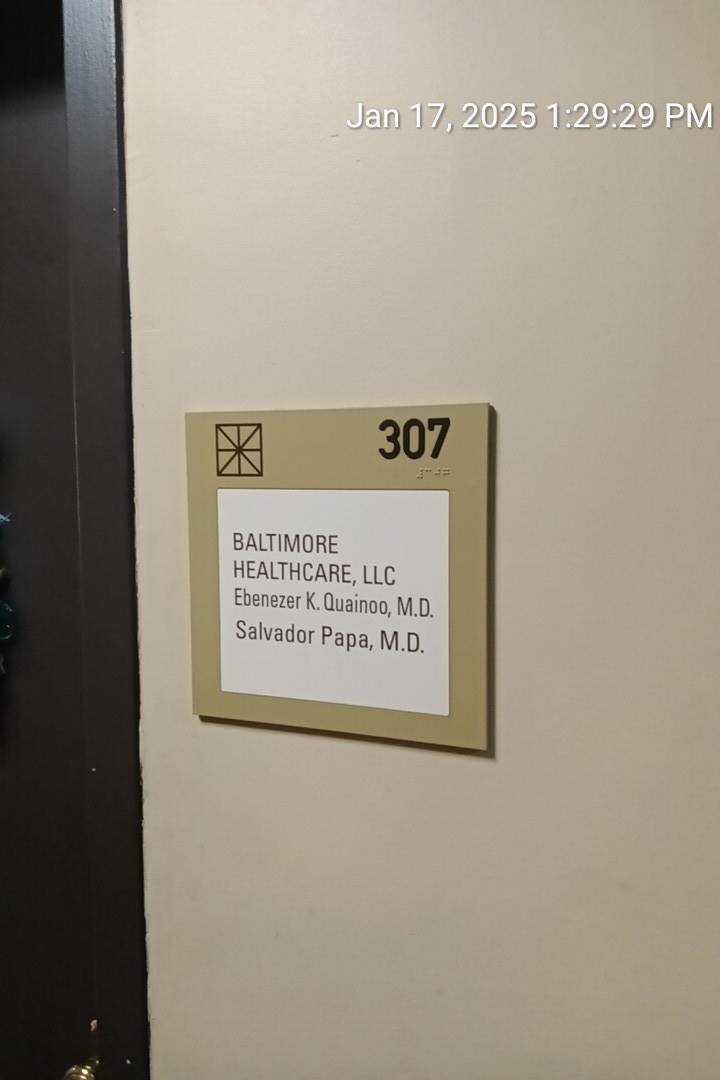 Jan 17, 2025 1:29:29 PM
307
BALTIMORE
HEALTHCARE, LLC
Ebenezer K. Quainoo, M.D.
Salvador Papa, M.D.